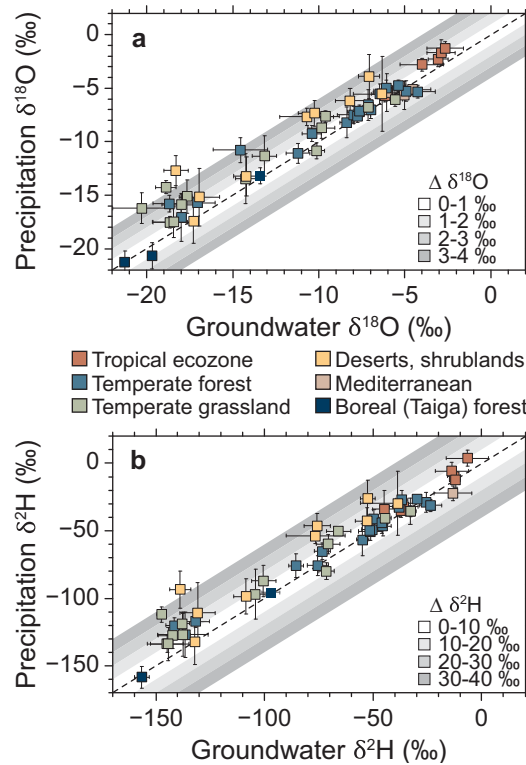 a
Precipitation δ18O (‰)
0
−5
−10
−15
−20
Δ δ18O
0-1 ‰
1-2 ‰
2-3 ‰
3-4 ‰
−20 −15 −10 −5 0
Groundwater δ18O (‰)
Tropical ecozone
Temperate forest
Temperate grassland
Deserts, shrublands
Mediterranean
Boreal (Taiga) forest
b
Precipitation δ2H (‰)
0
−50
−100
−150
Δ δ2H
0-10 ‰
10-20 ‰
20-30 ‰
30-40 ‰
−150 −100 −50 0
Groundwater δ2H (‰)